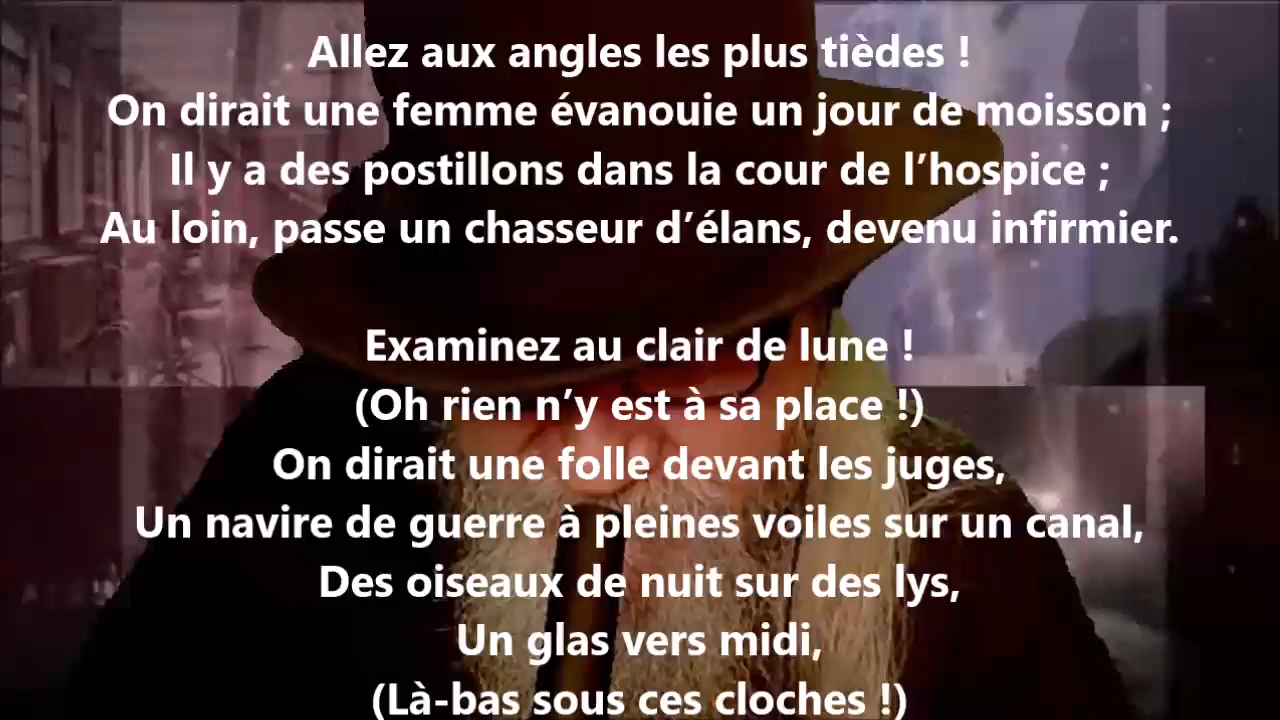 Allez aux angles les plus tièdes !
On dirait une femme évanouie un jour de moisson ;
Il y a des postillons dans la cour de l’hospice ;
Au loin, passe un chasseur d’élans, devenu infirmier.
Examinez au clair de lune !
(Oh rien n’y est à sa place !)
On dirait une folle devant les juges,
Un navire de guerre à pleines voiles sur un canal,
Des oiseaux de nuit sur des lys,
Un glas vers midi,
(Là-bas sous ces cloches !)